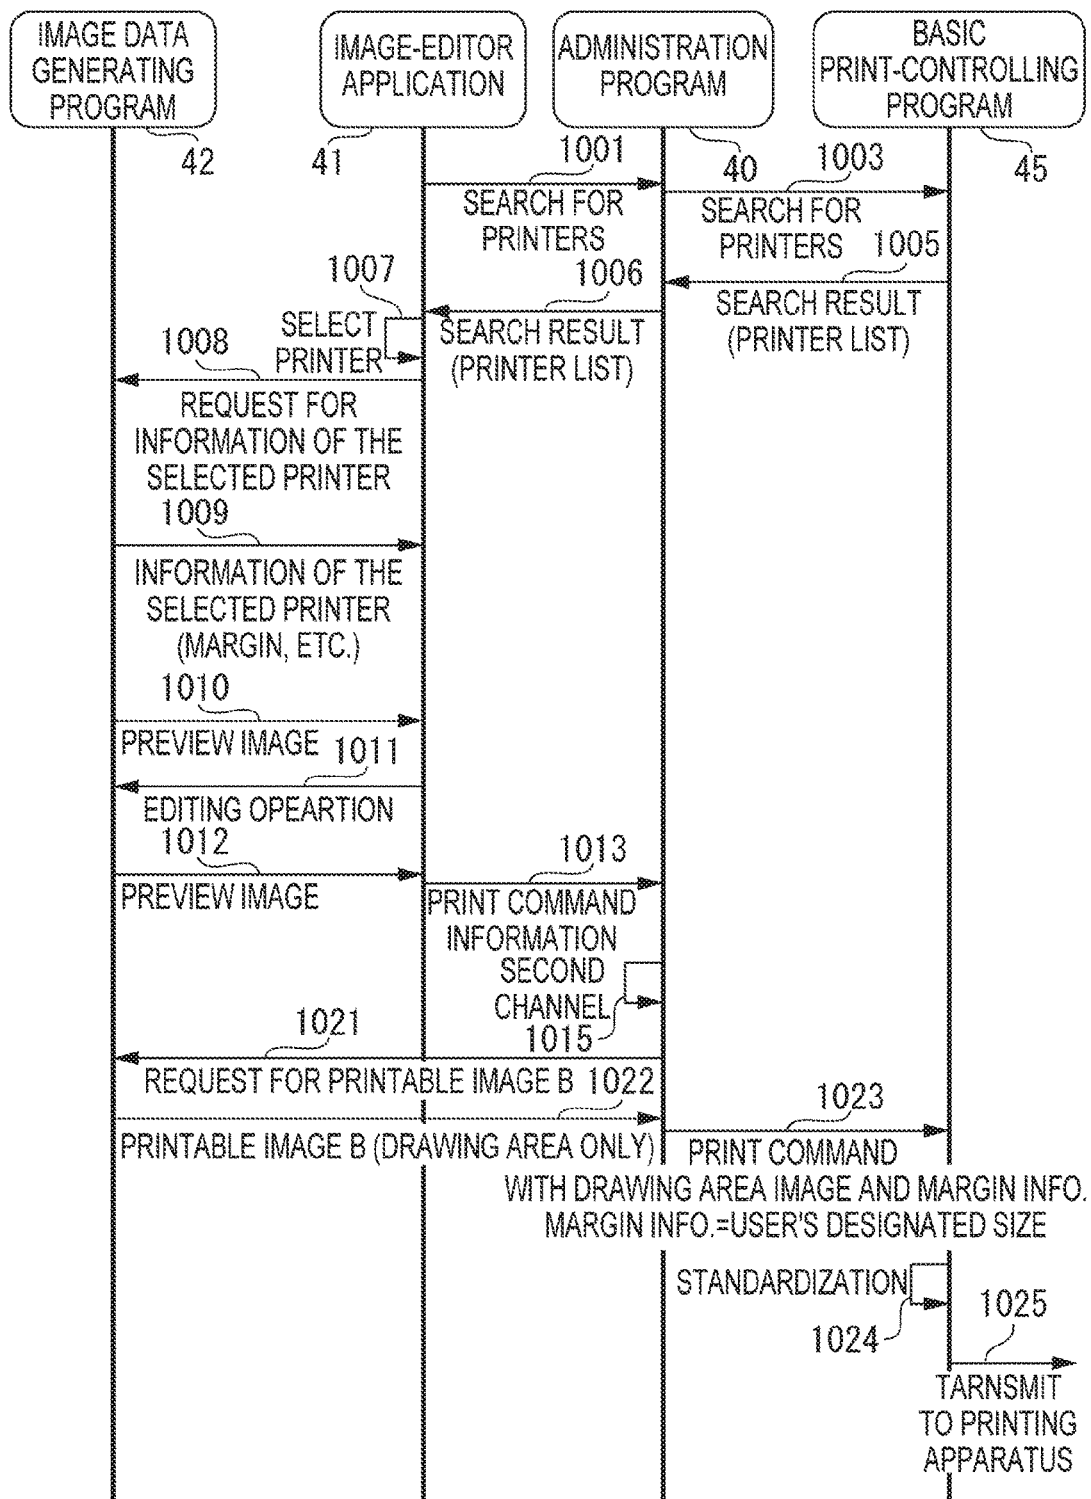 IMAGE DATA
GENERATING
PROGRAM
IMAGE-EDITOR
APPLICATION
ADMINISTRATION
PROGRAM
BASIC
PRINT-CONTROLLING
PROGRAM
42
41
40
45
1001
SEARCH FOR
PRINTERS
1003
SEARCH FOR
PRINTERS
1005
SEARCH RESULT
(PRINTER LIST)
1006
SEARCH RESULT
(PRINTER LIST)
1007
SELECT
PRINTER
1008
REQUEST FOR
INFORMATION OF THE
SELECTED PRINTER
1009
INFORMATION OF THE
SELECTED PRINTER
(MARGIN, ETC.)
1010
PREVIEW IMAGE
1011
EDITING OPEARTION
1012
PREVIEW IMAGE
1013
PRINT COMMAND
INFORMATION
SECOND
CHANNEL
1015
1021
REQUEST FOR PRINTABLE IMAGE B
1022
PRINTABLE IMAGE B (DRAWING AREA ONLY)
1023
PRINT COMMAND
WITH DRAWING AREA IMAGE AND MARGIN INFO.
MARGIN INFO.=USER'S DESIGNATED SIZE
STANDARDIZATION
1024
1025
TARNSMIT
TO PRINTING
APPARATUS